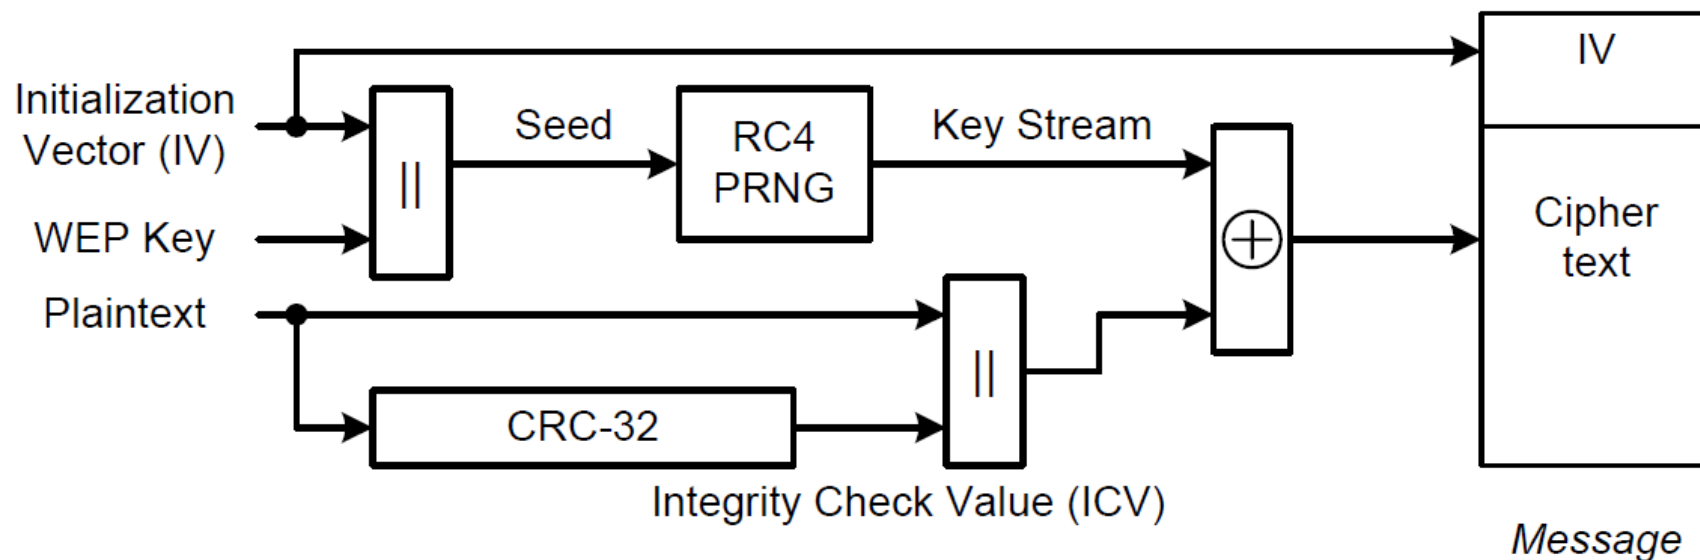 IV
Initialization
Vector (IV)
Seed
RC4
PRNG
Key Stream
||
WEP Key
Cipher
text
Plaintext
||
CRC-32
Integrity Check Value (ICV)
Message